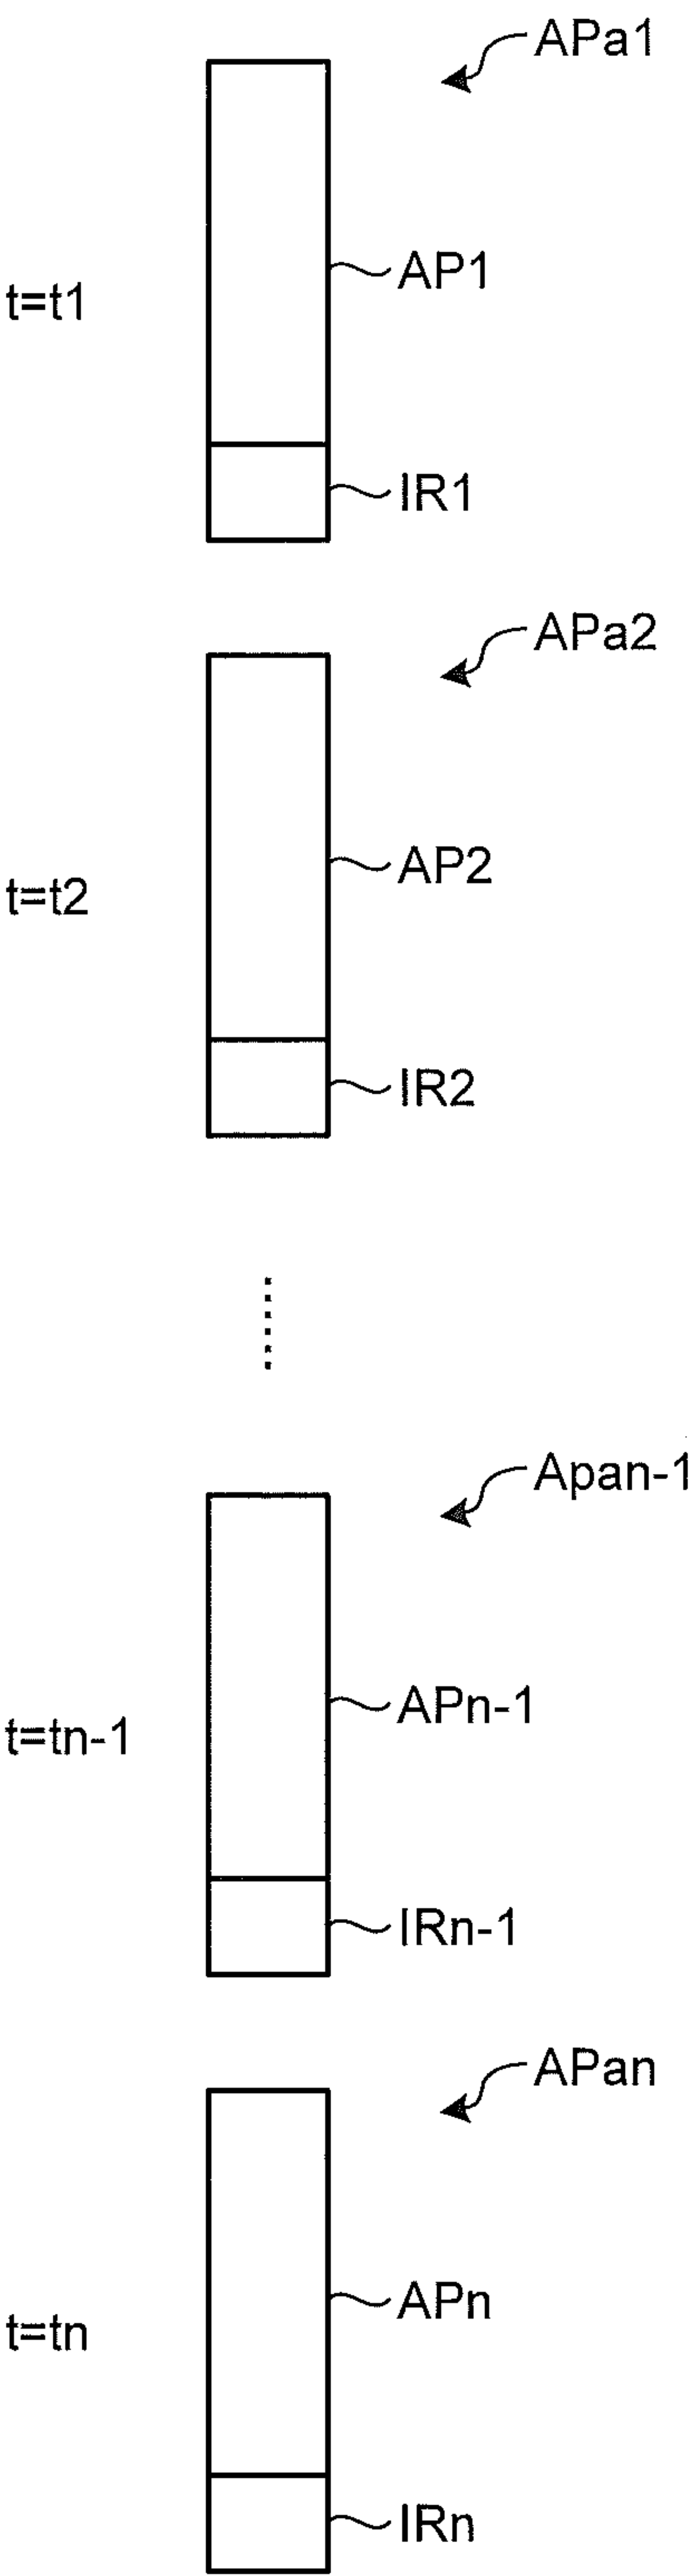 APa1
AP1
t=t1
IR1
APa2
AP2
t=t2
IR2
Apan-1
APn-1
t=tn-1
IRn-1
APan
APn
t=tn
IRn